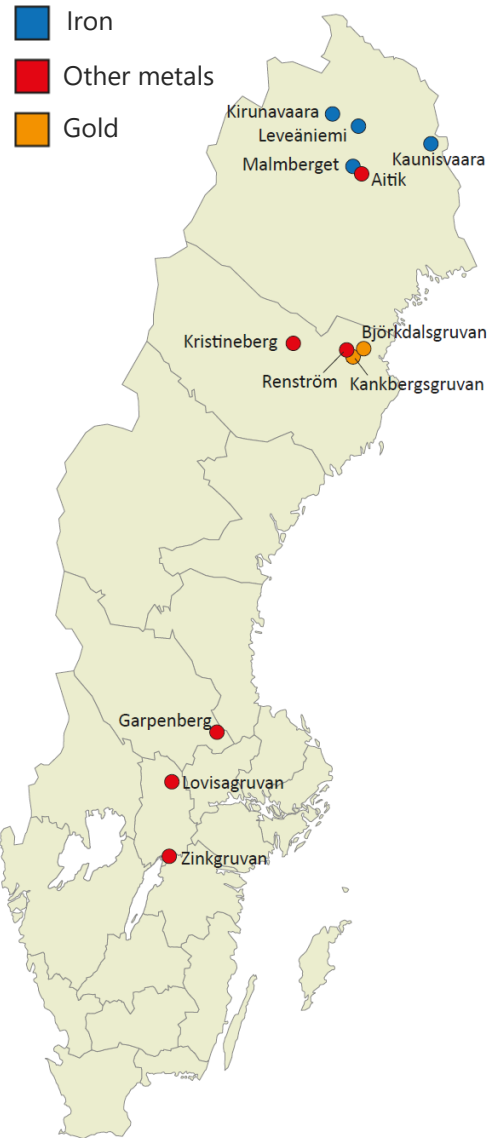 Iron
Other metals
Gold
Kirunavaara
Leveäniemi
Kaunisvaara
Malmberget
Aitik
Björkdalsgruvan
Kristineberg
Renström
Kankbergsgruvan
Garpenberg
Lovisagruvan
Zinkgruvan